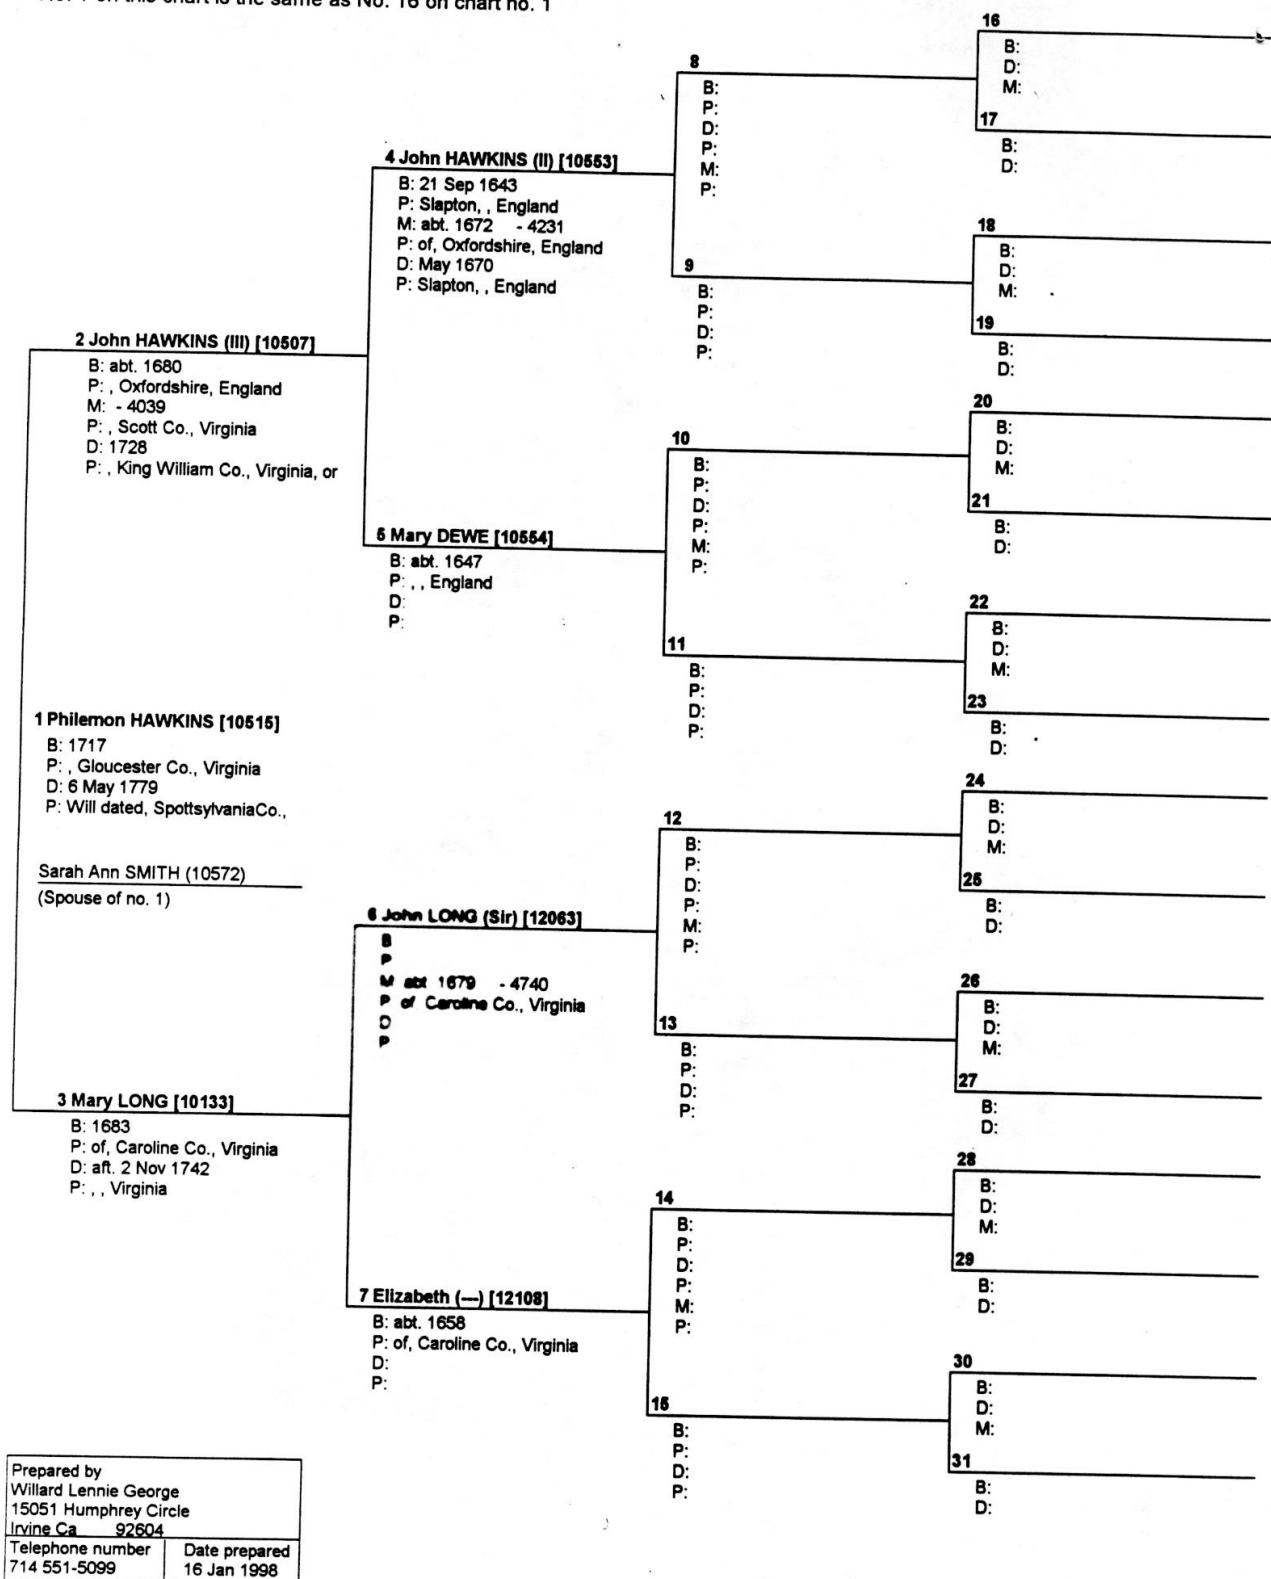 No. 1 on this chart is the same as No. 16 on chart no. 1
16
B:
D:
M:
17
B:
D:
8
B:
P:
D:
P:
M:
P:
4 John HAWKINS (II) [10553]
B: 21 Sep 1643
P: Slapton, , England
M: abt. 1672 - 4231
P: of, Oxfordshire, England
D: May 1670
P: Slapton, , England
18
B:
D:
M:
9
B:
P:
D:
P:
19
B:
D:
2 John HAWKINS (III) [10507]
B: abt. 1680
P: , Oxfordshire, England
M: - 4039
P: , Scott Co., Virginia
D: 1728
P: , King William Co., Virginia, or
20
B:
D:
M:
10
B:
P:
D:
P:
M:
P:
21
B:
D:
5 Mary DEWE [10554]
B: abt. 1647
P: , , England
D:
P:
22
B:
D:
M:
11
B:
P:
D:
P:
23
B:
D:
1 Philemon HAWKINS [10515]
B: 1717
P: , Gloucester Co., Virginia
D: 6 May 1779
P: Will dated, SpottsylvaniaCo.,
Sarah Ann SMITH (10572)
(Spouse of no. 1)
24
B:
D:
M:
12
B:
P:
D:
P:
M:
P:
25
B:
D:
6 John LONG (Sir) [12063]
B
P
M abt 1679 - 4740
P of Caroline Co., Virginia
D
P
26
B:
D:
M:
13
B:
P:
D:
P:
27
B:
D:
3 Mary LONG [10133]
B: 1683
P: of, Caroline Co., Virginia
D: aft. 2 Nov 1742
P: , , Virginia
28
B:
D:
M:
14
B:
P:
D:
P:
M:
P:
29
B:
D:
7 Elizabeth (---) [12108]
B: abt. 1658
P: of, Caroline Co., Virginia
D:
P:
30
B:
D:
M:
15
B:
P:
D:
P:
31
B:
D:
Prepared by
Willard Lennie George
15051 Humphrey Circle
Irvine Ca 92604
Telephone number
714 551-5099
Date prepared
16 Jan 1998